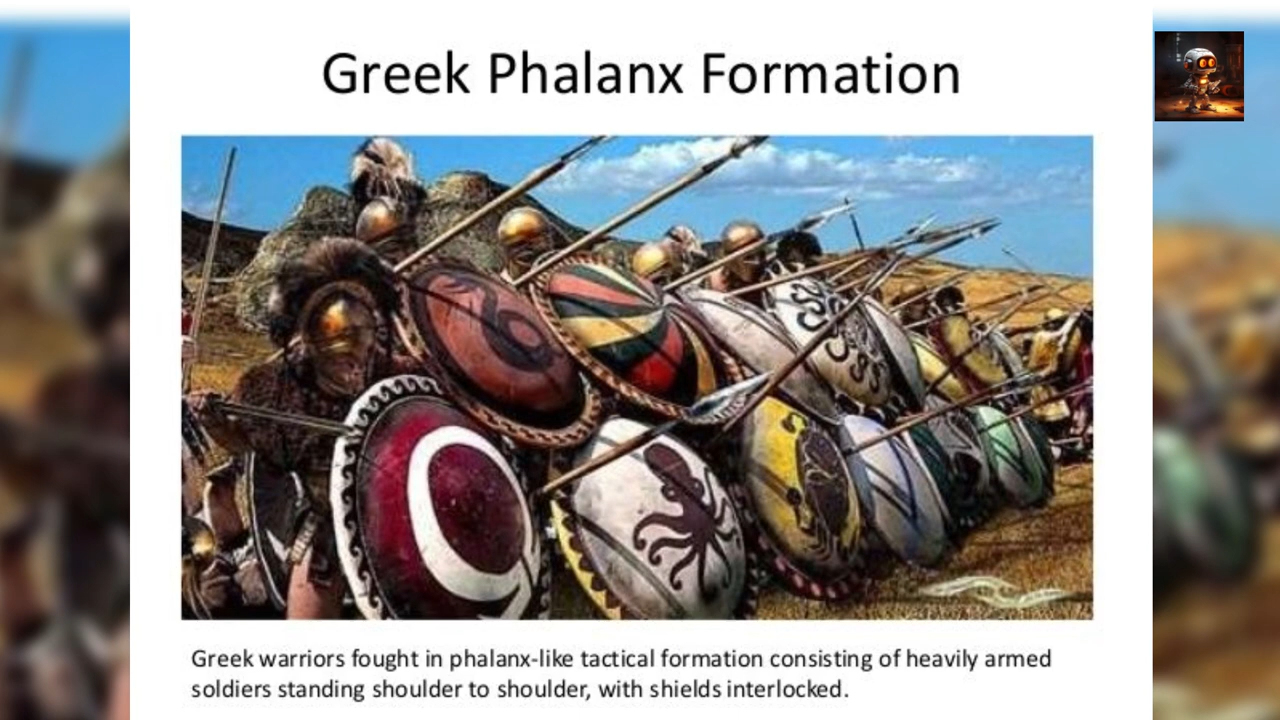 Greek Phalanx Formation
Greek warriors fought in phalanx-like tactical formation consisting of heavily armed
soldiers standing shoulder to shoulder, with shields interlocked.